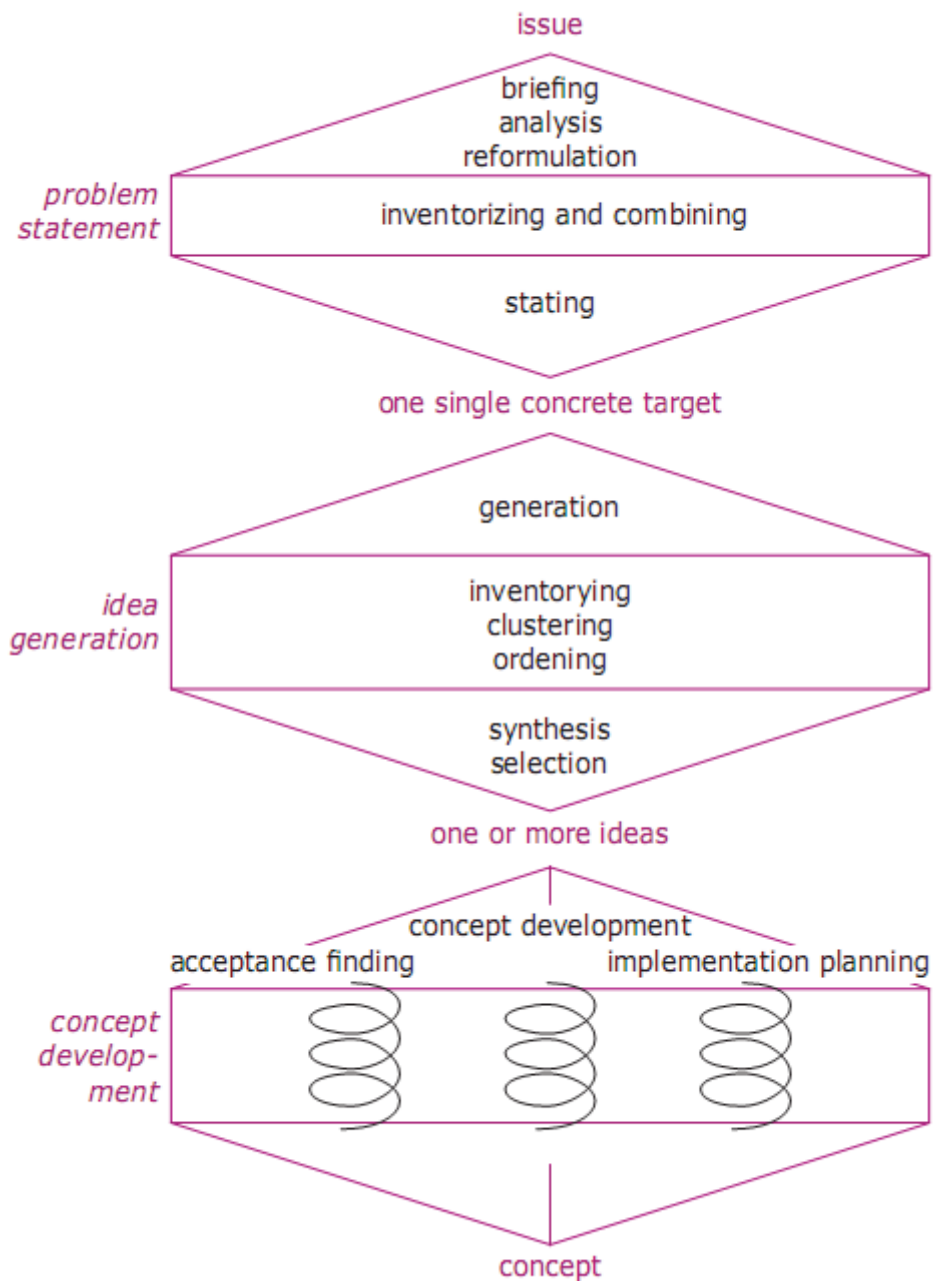 issue
briefing
analysis
reformulation
problem
statement
inventorizing and combining
stating
one single concrete target
generation
idea
generation
inventorying
clustering
ordening
synthesis
selection
one or more ideas
concept development
acceptance finding
implementation planning
concept
develop-
ment
concept